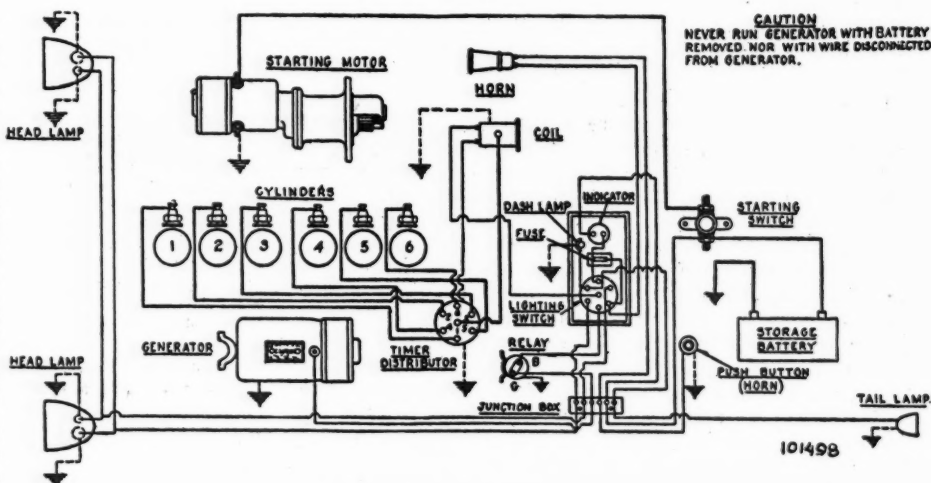 CAUTION
NEVER RUN GENERATOR WITH BATTERY
REMOVED. NOR WITH WIRE DISCONNECTED
FROM GENERATOR.
STARTING MOTOR
HORN
HEAD LAMP
COIL
CYLINDERS
DASH LAMP
INDICATOR
STARTING
SWITCH
FUSE
1 2 3 4 5 6
LIGHTING
SWITCH
STORAGE
BATTERY
GENERATOR
TIMER
DISTRIBUTOR
RELAY
B
G
PUSH BUTTON
(HORN)
HEAD LAMP
JUNCTION BOX
TAIL LAMP.
101498